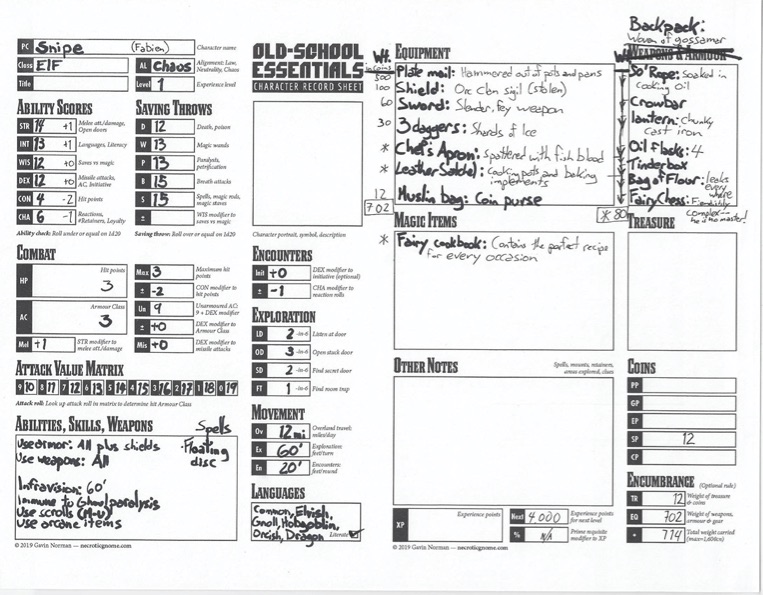 PC Snipe (Fabien) Character name
Class Elf AL Chaos Alignment: Law, Neutrality, Chaos
Title Level 1 Experience level
OLD-SCHOOL ESSENTIALS
CHARACTER RECORD SHEET
ABILITY SCORES
STR 14 +1 Melee att/damage, Open doors
INT 13 +1 Languages, Literacy
WIS 12 +0 Saves vs magic
DEX 12 +0 Missile attacks, AC, Initiative
CON 4 -2 Hit points
CHA 6 -1 Reactions, #Retainers, Loyalty
Ability check: Roll under or equal on 1d20
SAVING THROWS
D 12 Death, poison
W 13 Magic wands
P 13 Paralysis, petrification
B 15 Breath attacks
S 15 Spells, magic rods, magic staves
± WIS modifier to saves vs magic
Saving throw: Roll over or equal on 1d20
Character portrait, symbol, description
COMBAT
HP 3 Hit points
AC 3 Armour Class
Mel +1 STR modifier to melee att/damage
Max 3 Maximum hit points
± -2 CON modifier to hit points
Un 9 Unarmoured AC: 9 + DEX modifier
± +0 DEX modifier to Armour Class
Mis +0 DEX modifier to missile attacks
ATTACK VALUE MATRIX
9 10 8 11 7 12 6 13 5 14 4 15 3 16 2 17 1 18 0 19
Attack roll: Look up attack roll in matrix to determine hit Armour Class
ABILITIES, SKILLS, WEAPONS
Use armor: All plus shields
Use weapons: All
Infravision: 60'
Immune to Ghoul paralysis
Use scrolls (M-U)
Use arcane items
Spells
·Floating disc
ENCOUNTERS
Init +0 DEX modifier to initiative (optional)
± -1 CHA modifier to reaction rolls
EXPLORATION
LD 2 -in-6 Listen at door
OD 3 -in-6 Open stuck door
SD 2 -in-6 Find secret door
FT 1 -in-6 Find room trap
MOVEMENT
Ov 12 mi Overland travel: miles/day
Ex 60' Exploration: feet/turn
En 20' Encounters: feet/round
LANGUAGES
Common, Elvish,
Gnoll, Hobgoblin,
Orcish, Dragon
Literate
Wt. in coins EQUIPMENT
500 Plate mail: Hammered out of pots and pans
100 Shield: Orc clan sigil (stolen)
60 Sword: Slender, fey weapon
30 3 daggers: Shards of Ice
* Chef's Apron: spattered with fish blood
* Leather Satchel: cooking pots and baking
implements
12 Muslin bag: Coin purse
702
* 80
MAGIC ITEMS
* Fairy cookbook: Contains the perfect recipe
for every occasion
OTHER NOTES
Spells, mounts, retainers, areas explored, clues
XP Experience points
Next 4000 Experience points for next level
% N/A Prime requisite modifier to XP
Backpack:
Woven of gossamer
Wt. WEAPONS & ARMOUR
50' Rope: Soaked in
cooking oil
Crowbar
lantern: chunky
cast iron
Oil flasks: 4
Tinderbox
Bag of Flour: leaks
every where
Fairy Chess: Fiendishly
complex--
he is no master!
TREASURE
COINS
PP
GP
EP
SP 12
CP
ENCUMBRANCE (Optional rule)
TR 12 Weight of treasure & coins
EQ 702 Weight of weapons, armour & gear
= 714 Total weight carried (max=1,600cn)
© 2019 Gavin Norman — necroticgnome.com
© 2019 Gavin Norman — necroticgnome.com